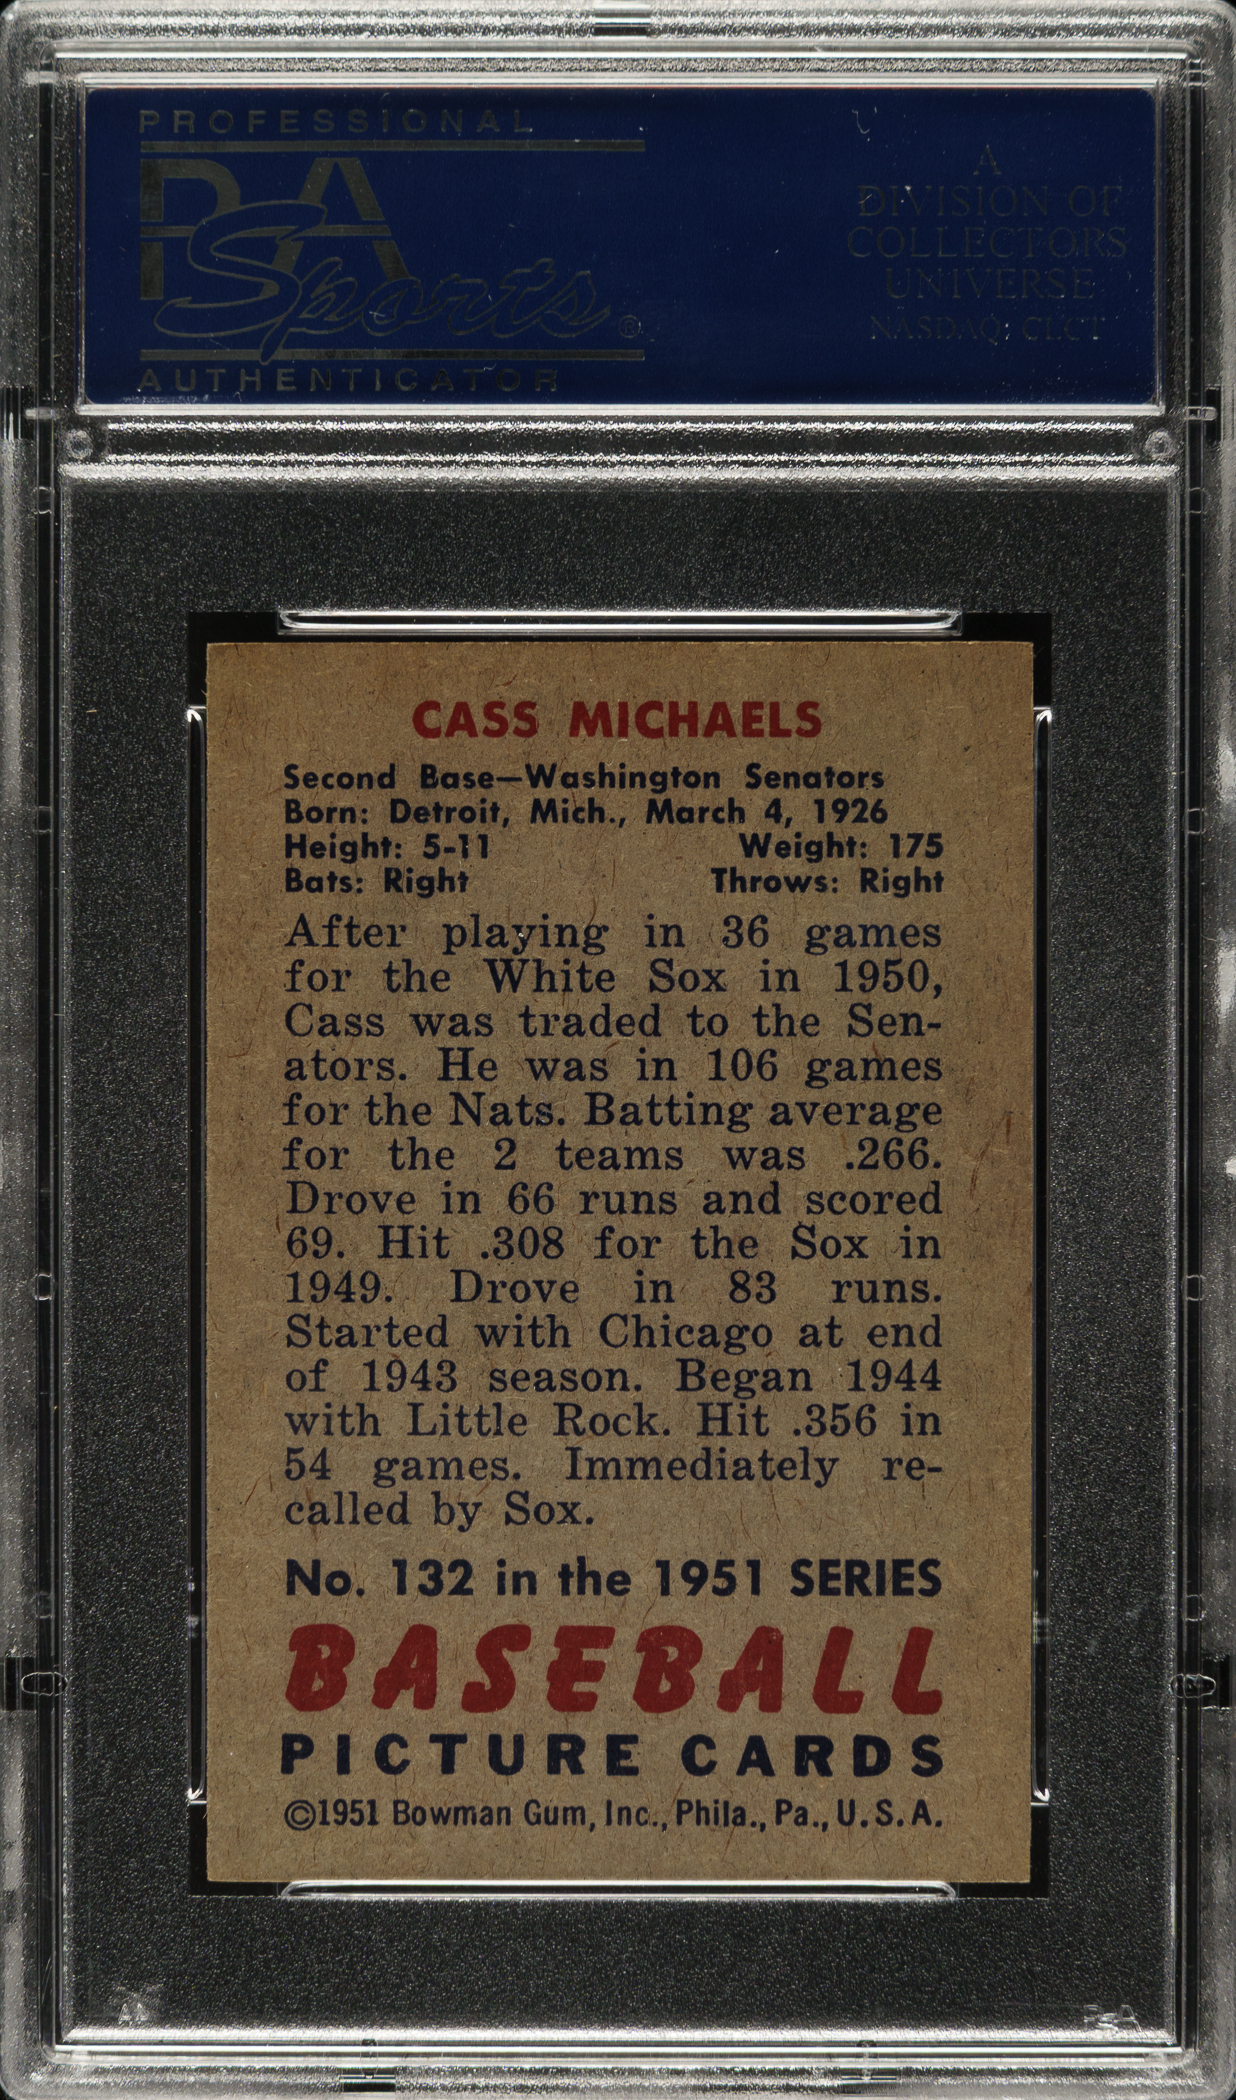 PROFESSIONAL
PSA
Sports®
AUTHENTICATOR
A
DIVISION OF
COLLECTORS
UNIVERSE
NASDAQ: CLCT
CASS MICHAELS
Second Base—Washington Senators
Born: Detroit, Mich., March 4, 1926
Height: 5-11 Weight: 175
Bats: Right Throws: Right
After playing in 36 games
for the White Sox in 1950,
Cass was traded to the Sen-
ators. He was in 106 games
for the Nats. Batting average
for the 2 teams was .266.
Drove in 66 runs and scored
69. Hit .308 for the Sox in
1949. Drove in 83 runs.
Started with Chicago at end
of 1943 season. Began 1944
with Little Rock. Hit .356 in
54 games. Immediately re-
called by Sox.
No. 132 in the 1951 SERIES
BASEBALL
PICTURE CARDS
©1951 Bowman Gum, Inc., Phila., Pa., U.S.A.
PSA